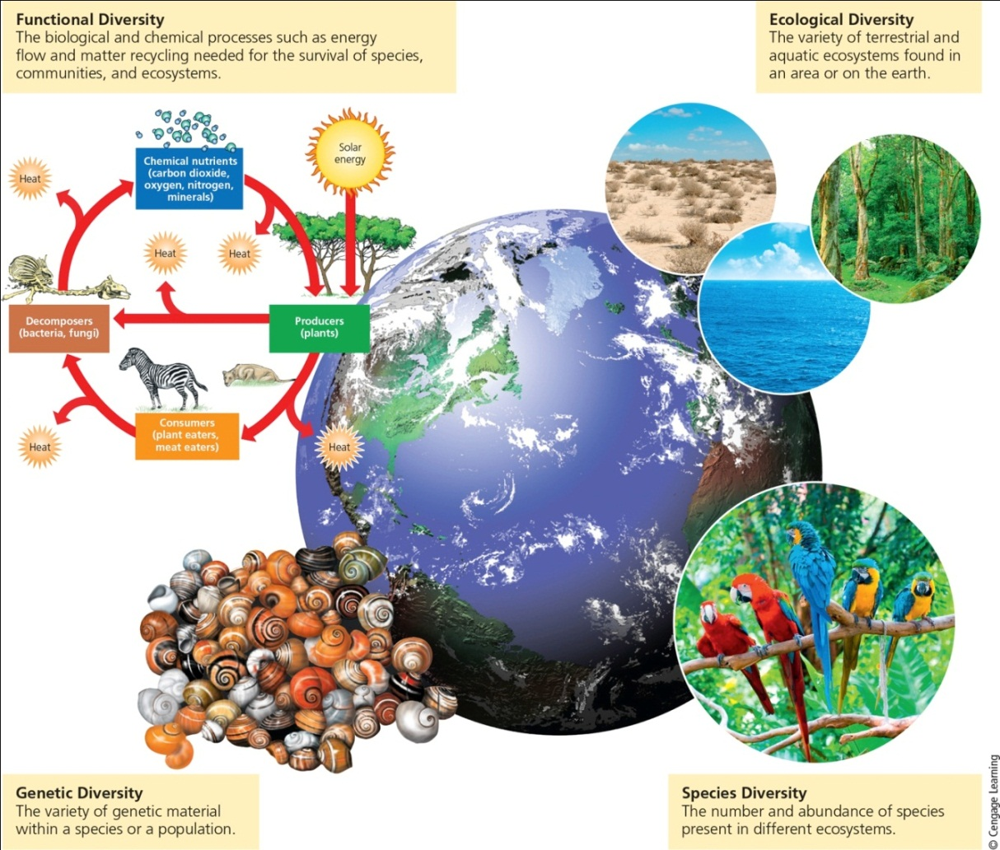 Functional Diversity
The biological and chemical processes such as energy
flow and matter recycling needed for the survival of species,
communities, and ecosystems.
Ecological Diversity
The variety of terrestrial and
aquatic ecosystems found in
an area or on the earth.
Solar
energy
Chemical nutrients
(carbon dioxide,
oxygen, nitrogen,
minerals)
Heat
Heat
Heat
Decomposers
(bacteria, fungi)
Producers
(plants)
Consumers
(plant eaters,
meat eaters)
Heat
Heat
Genetic Diversity
The variety of genetic material
within a species or a population.
Species Diversity
The number and abundance of species
present in different ecosystems.
© Cengage Learning